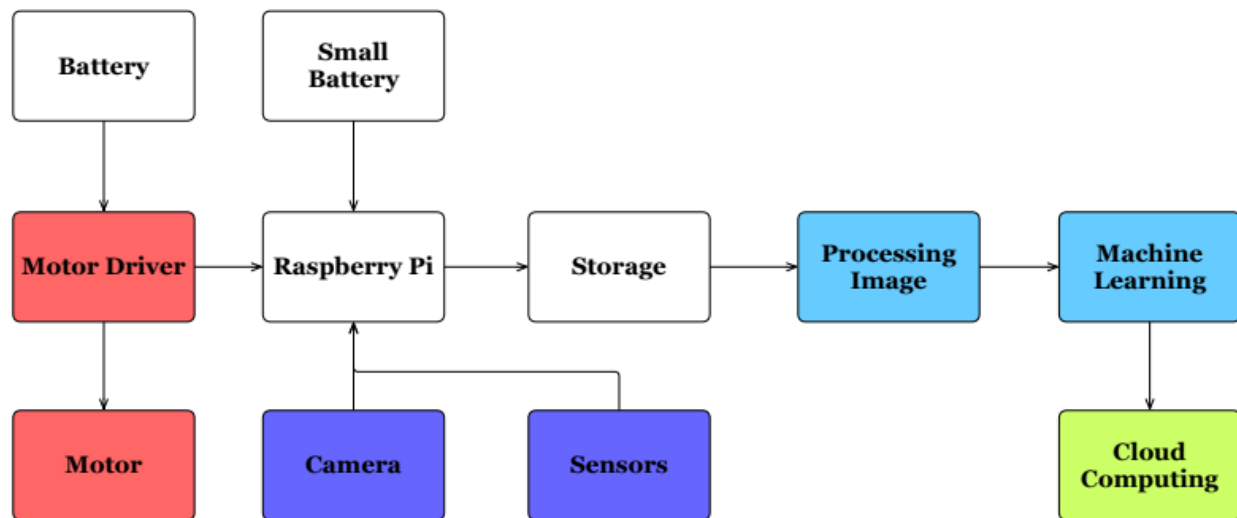 Battery
Small
Battery
Motor Driver
Raspberry Pi
Storage
Processing
Image
Machine
Learning
Motor
Camera
Sensors
Cloud
Computing